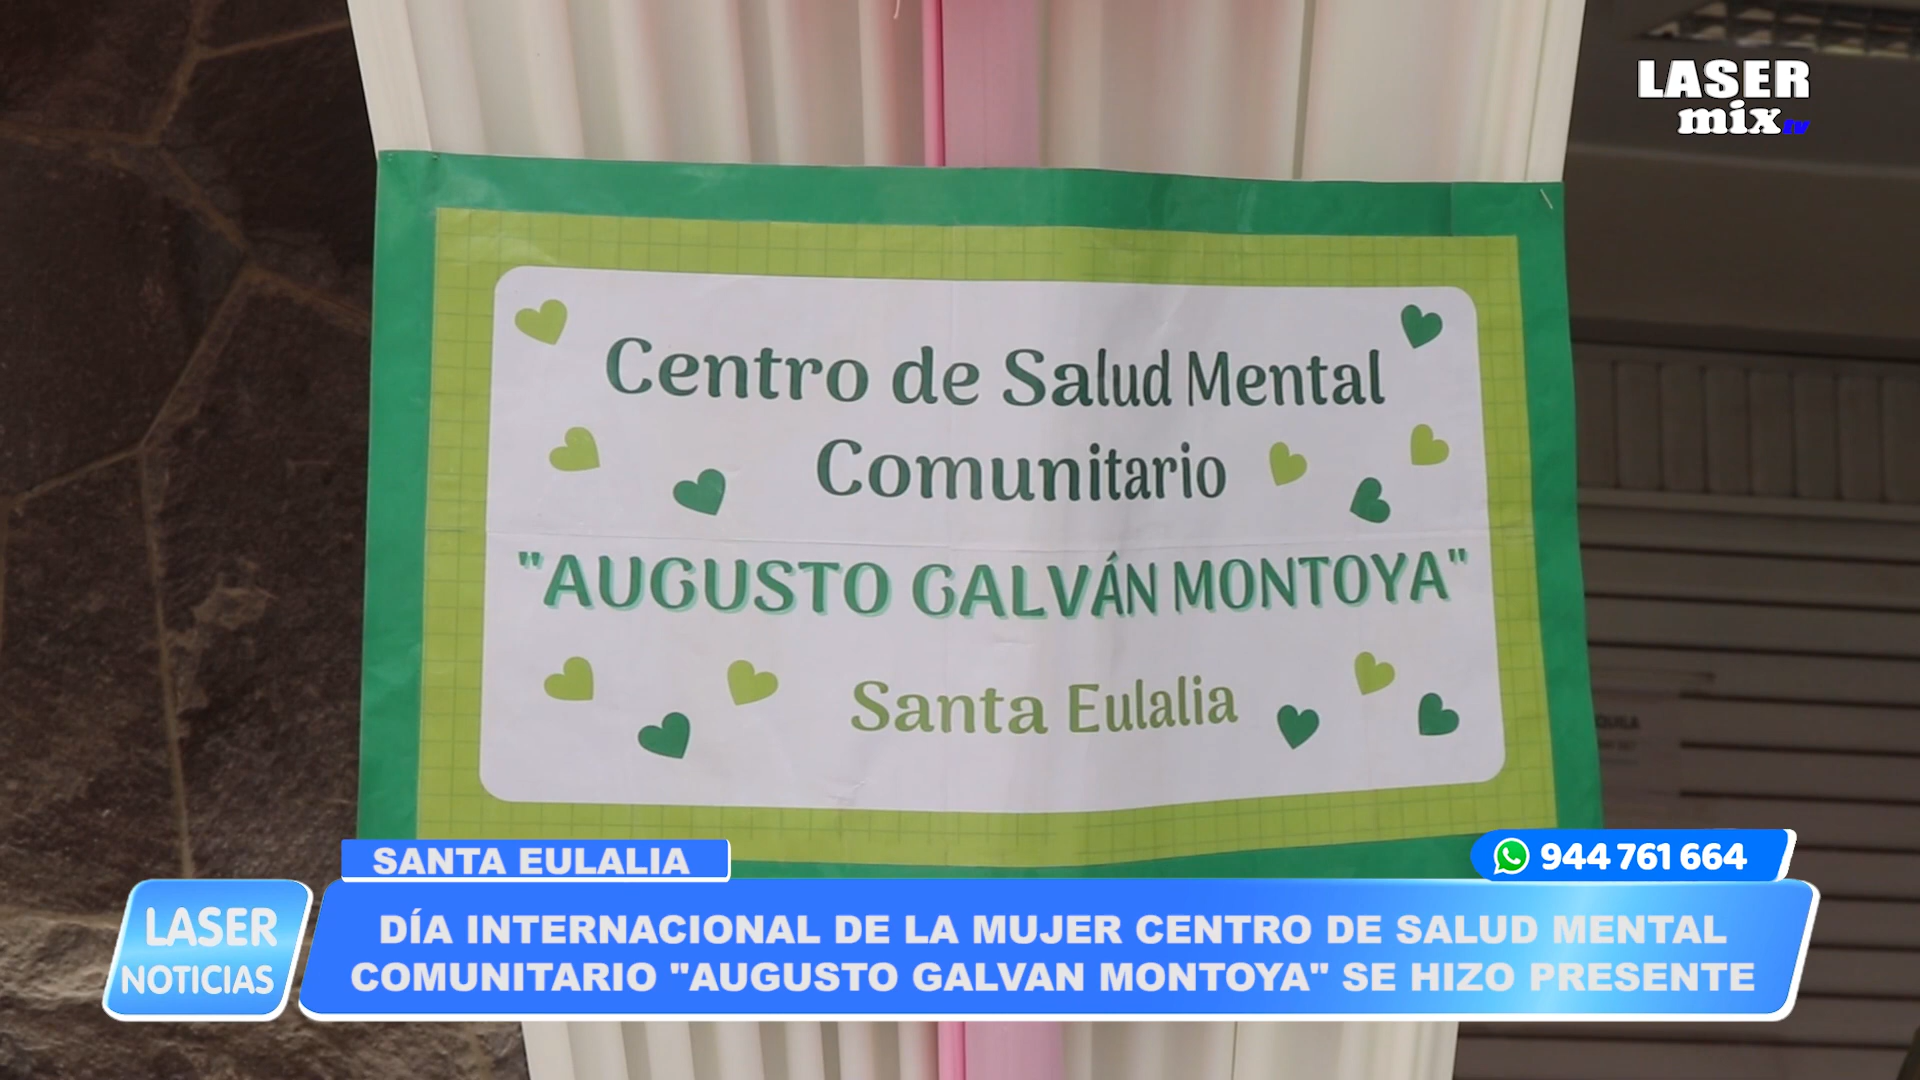 LASER
mix tv
Centro de Salud Mental
Comunitario
"AUGUSTO GALVÁN MONTOYA"
Santa Eulalia
SANTA EULALIA
944 761 664
LASER
NOTICIAS
DÍA INTERNACIONAL DE LA MUJER CENTRO DE SALUD MENTAL
COMUNITARIO "AUGUSTO GALVAN MONTOYA" SE HIZO PRESENTE